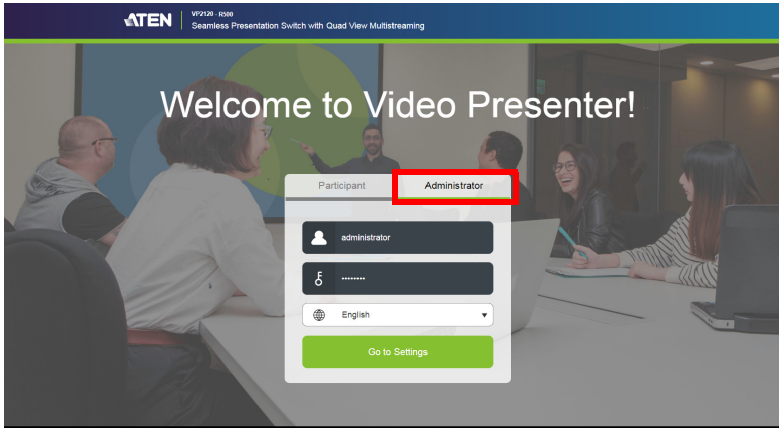 ATEN
VP2120 - R500
Seamless Presentation Switch with Quad View Multistreaming
Welcome to Video Presenter!
Participant
Administrator
administrator
········
English
Go to Settings